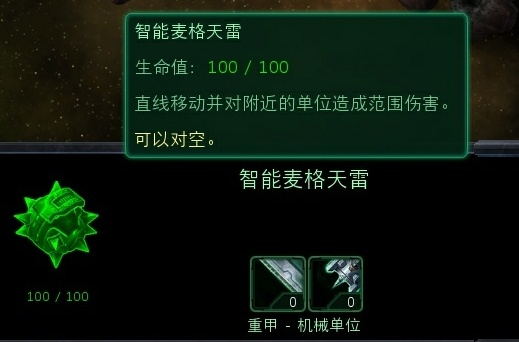 智能麦格天雷
生命值：100 / 100
直线移动并对附近的单位造成范围伤害。
可以对空。
智能麦格天雷
100 / 100
0
0
重甲 - 机械单位